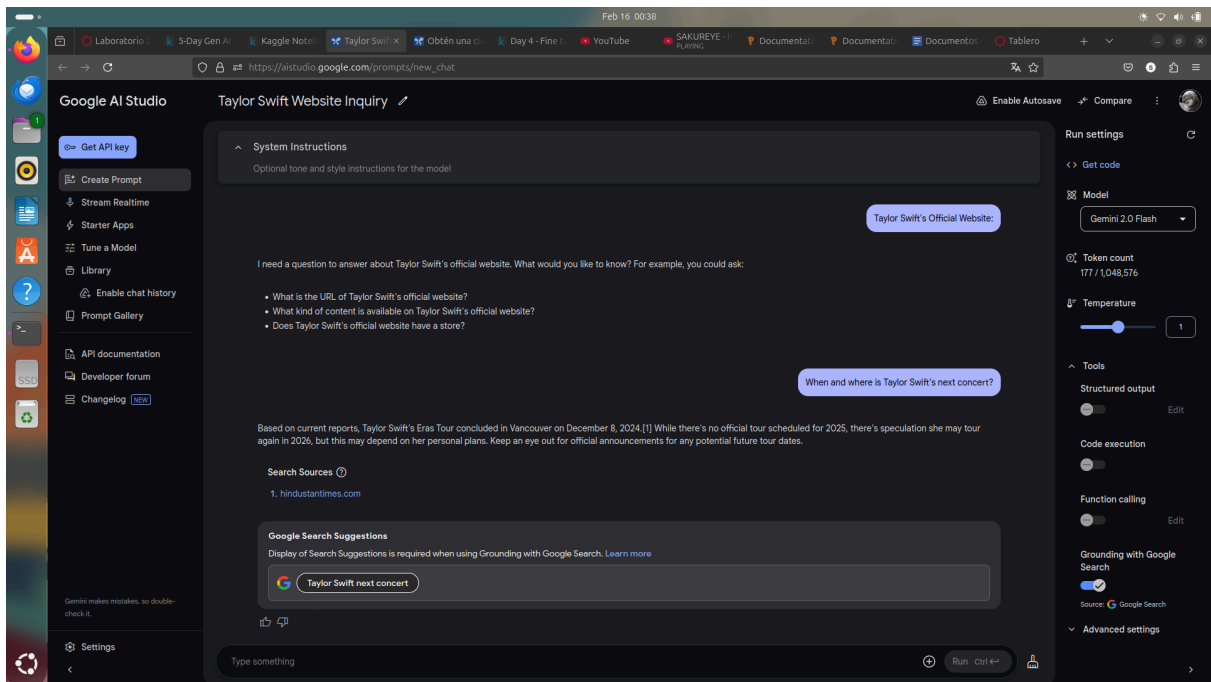 Feb 16 00:38
Laboratorio 2
5-Day Gen AI
Kaggle Noteb
Taylor Swif
Obtén una cl
Day 4 - Fine tu
YouTube
SAKUREYE - I
PLAYING
Documentati
Documentati
Documentos
Tablero
https://aistudio.google.com/prompts/new_chat
Google AI Studio
Taylor Swift Website Inquiry
Enable Autosave
Compare
Get API key
Create Prompt
Stream Realtime
Starter Apps
Tune a Model
Library
Enable chat history
Prompt Gallery
API documentation
Developer forum
Changelog NEW
Gemini makes mistakes, so double-
check it.
Settings
System Instructions
Optional tone and style instructions for the model
Taylor Swift's Official Website:
I need a question to answer about Taylor Swift's official website. What would you like to know? For example, you could ask:
• What is the URL of Taylor Swift's official website?
• What kind of content is available on Taylor Swift's official website?
• Does Taylor Swift's official website have a store?
When and where is Taylor Swift's next concert?
Based on current reports, Taylor Swift's Eras Tour concluded in Vancouver on December 8, 2024.[1] While there's no official tour scheduled for 2025, there's speculation she may tour
again in 2026, but this may depend on her personal plans. Keep an eye out for official announcements for any potential future tour dates.
Search Sources
1. hindustantimes.com
Google Search Suggestions
Display of Search Suggestions is required when using Grounding with Google Search. Learn more
Taylor Swift next concert
Type something
Run Ctrl
Run settings
Get code
Model
Gemini 2.0 Flash
Token count
177 / 1,048,576
Temperature
1
Tools
Structured output
Edit
Code execution
Function calling
Edit
Grounding with Google
Search
Source: Google Search
Advanced settings
SSD
1